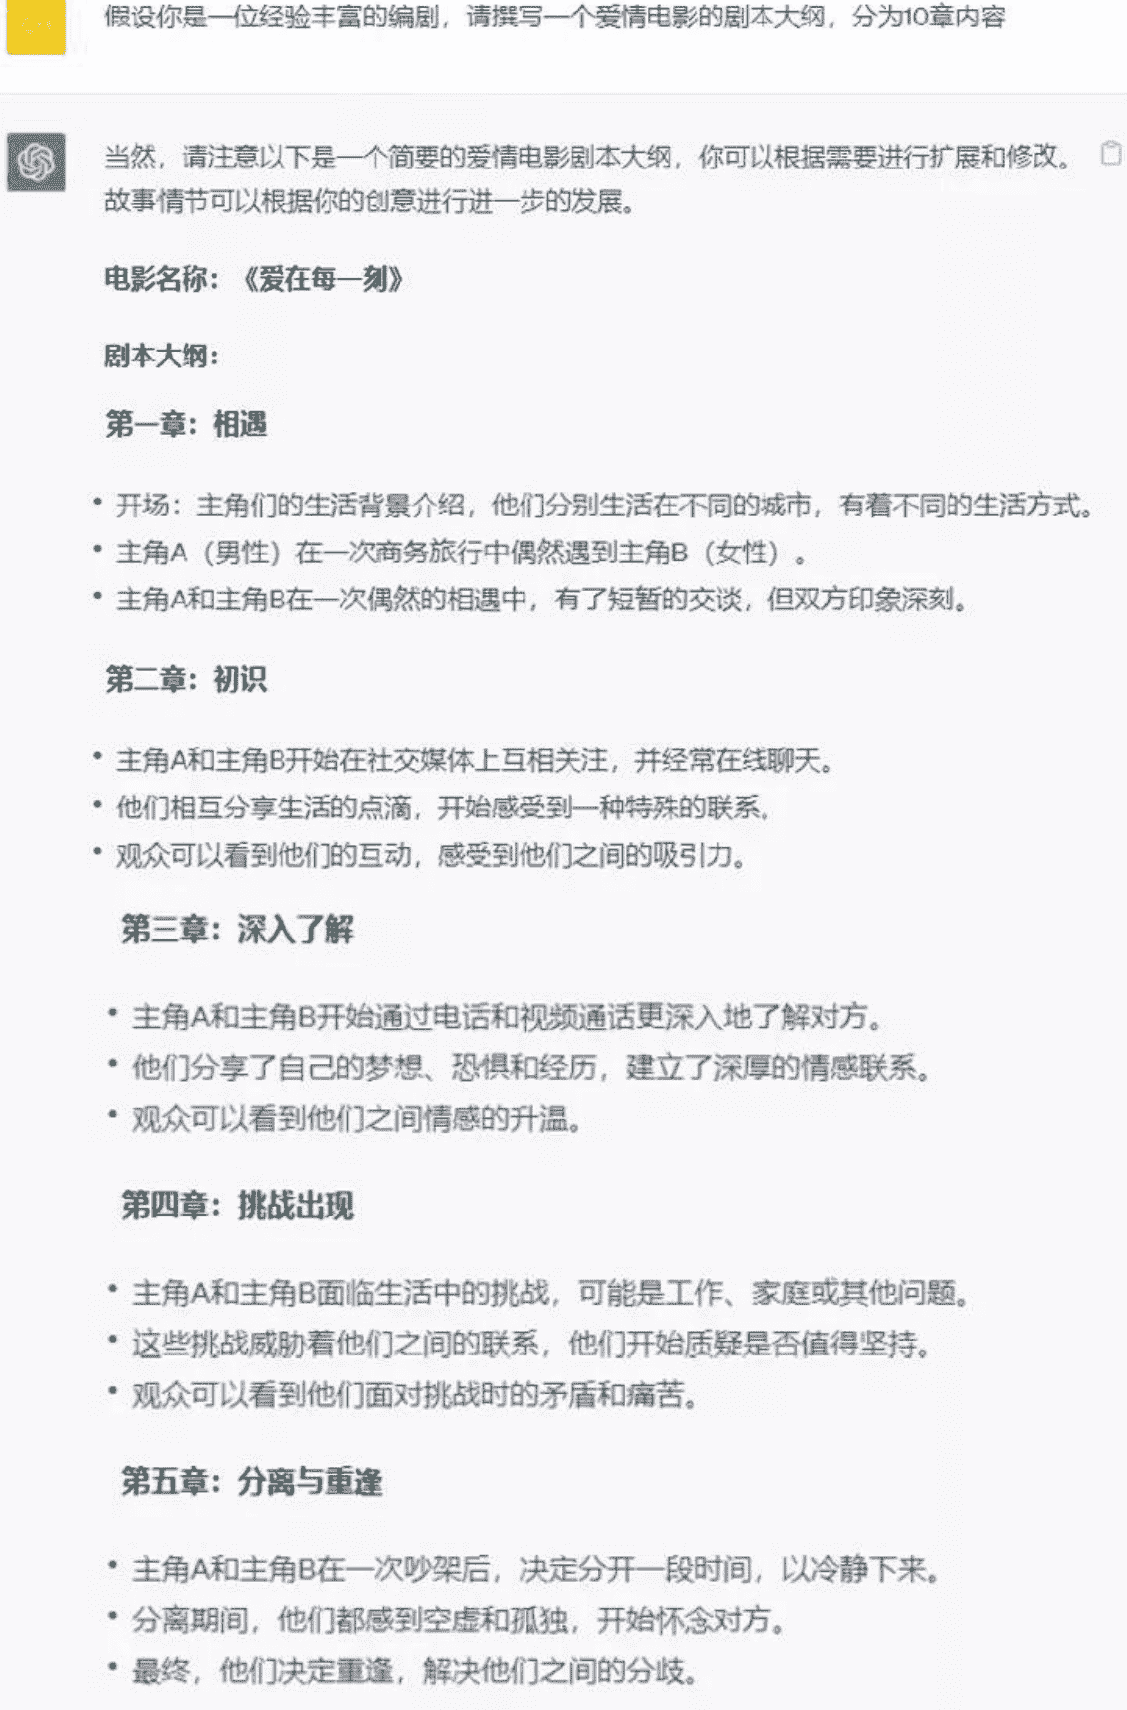 假设你是一位经验丰富的编剧，请撰写一个爱情电影的剧本大纲，分为10章内容
当然，请注意以下是一个简要的爱情电影剧本大纲，你可以根据需要进行扩展和修改。
故事情节可以根据你的创意进行进一步的发展。
电影名称：《爱在每一刻》
剧本大纲：
第一章：相遇
• 开场：主角们的生活背景介绍，他们分别生活在不同的城市，有着不同的生活方式。
• 主角A（男性）在一次商务旅行中偶然遇到主角B（女性）。
• 主角A和主角B在一次偶然的相遇中，有了短暂的交谈，但双方印象深刻。
第二章：初识
• 主角A和主角B开始在社交媒体上互相关注，并经常在线聊天。
• 他们相互分享生活的点滴，开始感受到一种特殊的联系。
• 观众可以看到他们的互动，感受到他们之间的吸引力。
第三章：深入了解
• 主角A和主角B开始通过电话和视频通话更深入地了解对方。
• 他们分享了自己的梦想、恐惧和经历，建立了深厚的情感联系。
• 观众可以看到他们之间情感的升温。
第四章：挑战出现
• 主角A和主角B面临生活中的挑战，可能是工作、家庭或其他问题。
• 这些挑战威胁着他们之间的联系，他们开始质疑是否值得坚持。
• 观众可以看到他们面对挑战时的矛盾和痛苦。
第五章：分离与重逢
• 主角A和主角B在一次吵架后，决定分开一段时间，以冷静下来。
• 分离期间，他们都感到空虚和孤独，开始怀念对方。
• 最终，他们决定重逢，解决他们之间的分歧。